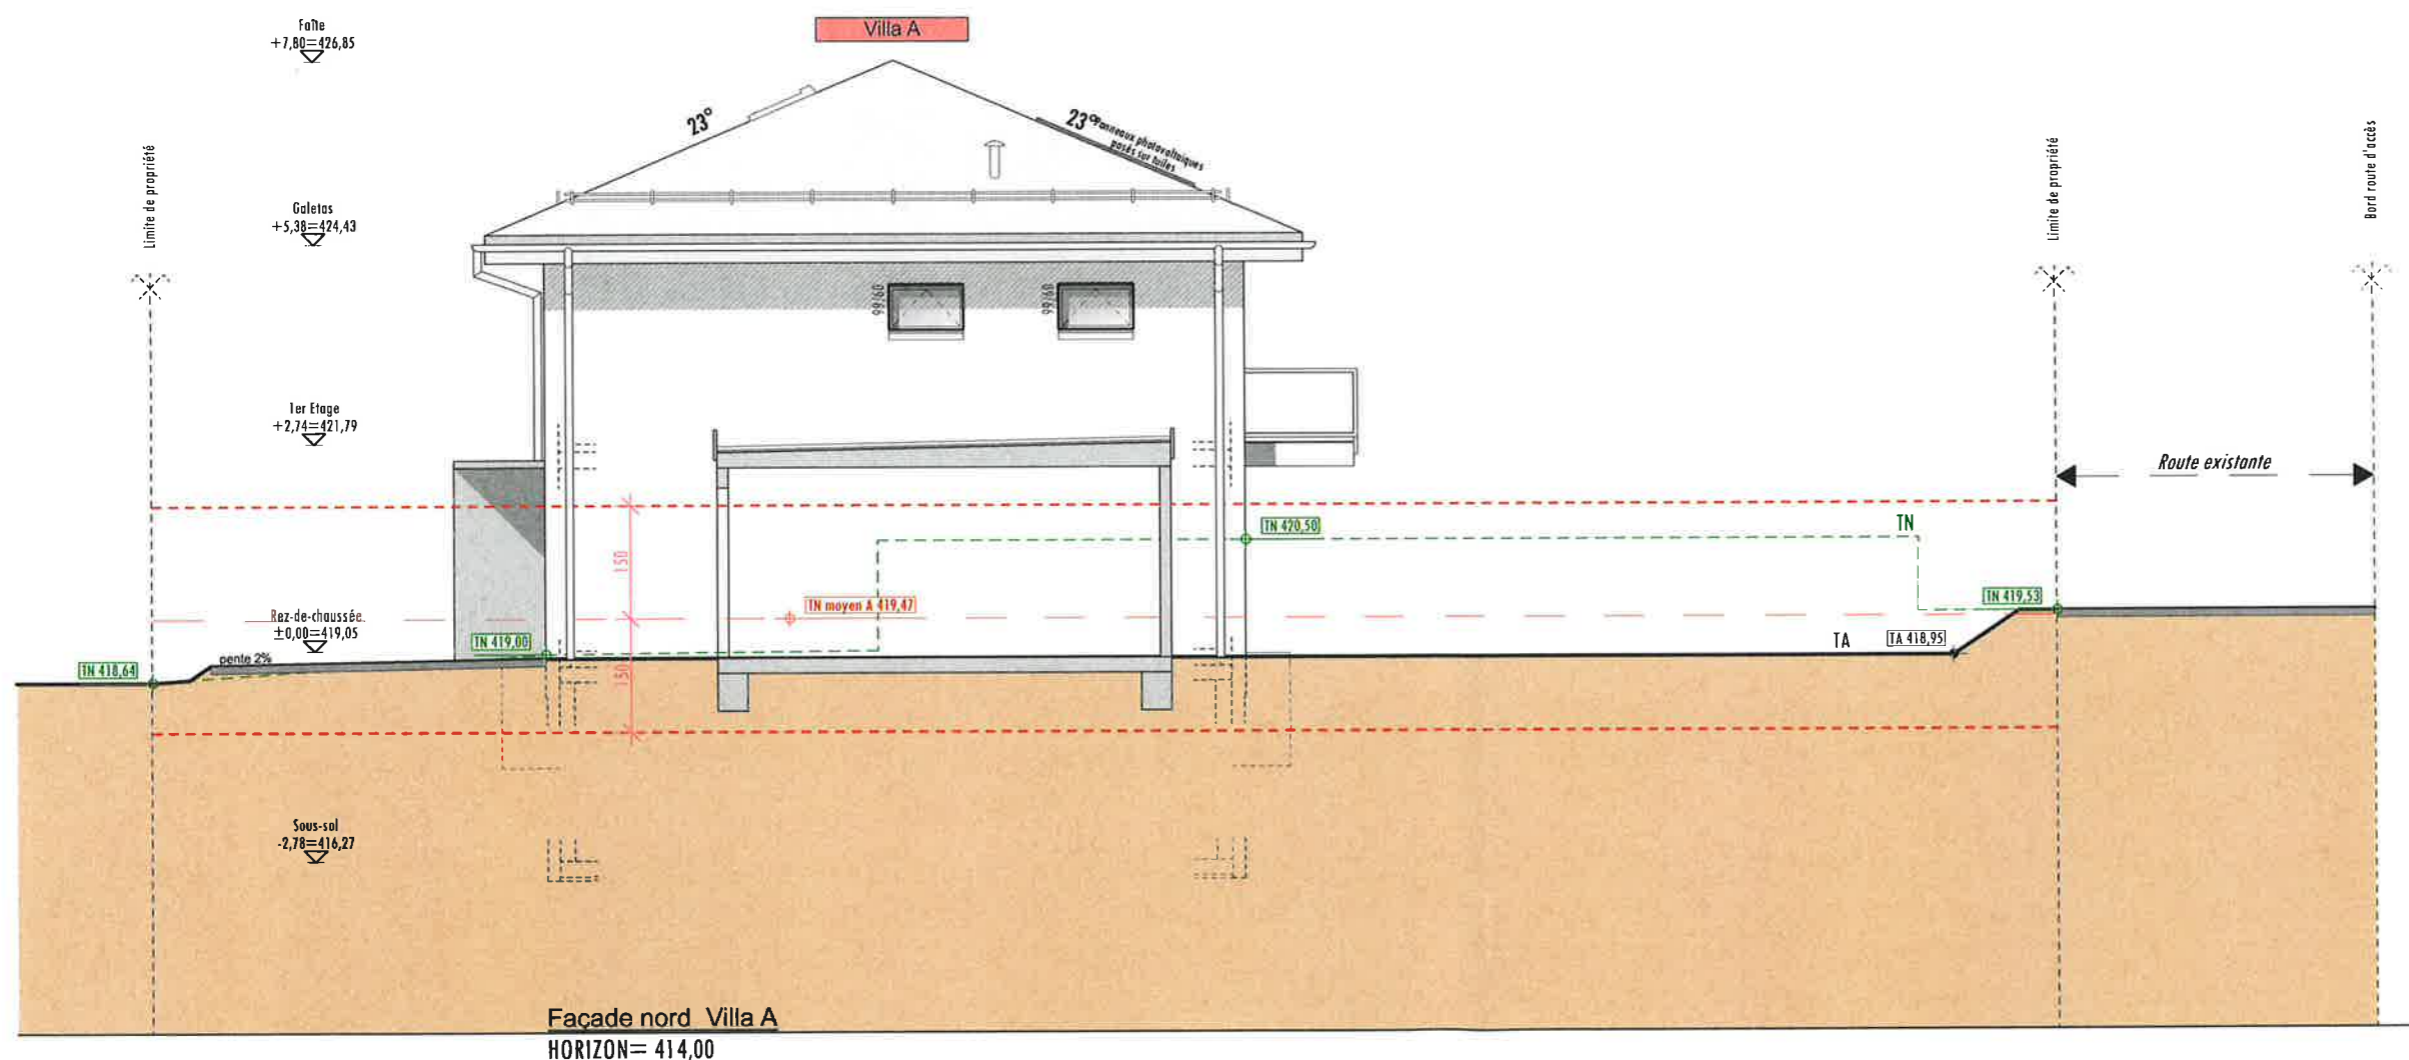 Villa A
Faîte
+7,80=426,85
23°
23°
Panneaux photovoltaïques
posés sur tuiles
Limite de propriété
Limite de propriété
Bord route d'accès
Galetas
+5,38=424,43
99/60
99/60
1er Etage
+2,74=421,79
Route existante
TN 420,50
TN
150
TN moyen A 419,47
TN 419,53
Rez-de-chaussée
±0,00=419,05
TN 419,00
TA
TA 418,95
pente 2%
TN 418,64
150
Sous-sol
-2,78=416,27
Façade nord Villa A
HORIZON= 414,00